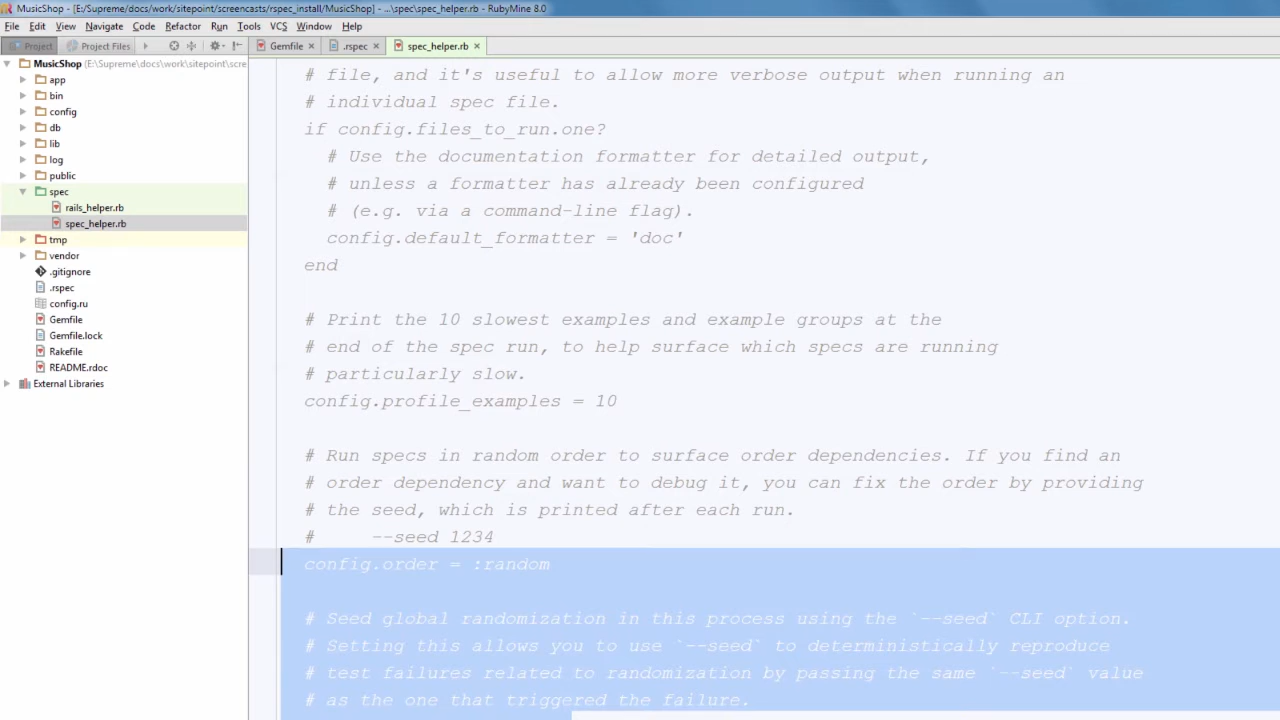 MusicShop - [E:/Supreme/docs/work/sitepoint/screencasts/rspec_install/MusicShop] - ...\spec\spec_helper.rb - RubyMine 8.0
File Edit View Navigate Code Refactor Run Tools VCS Window Help
Project Project Files Gemfile .rspec spec_helper.rb
MusicShop (E:/Supreme/docs/work/sitepoint/scre
app
bin
config
db
lib
log
public
spec
rails_helper.rb
spec_helper.rb
tmp
vendor
.gitignore
.rspec
config.ru
Gemfile
Gemfile.lock
Rakefile
README.rdoc
External Libraries
# file, and it's useful to allow more verbose output when running an
# individual spec file.
if config.files_to_run.one?
# Use the documentation formatter for detailed output,
# unless a formatter has already been configured
# (e.g. via a command-line flag).
config.default_formatter = 'doc'
end
# Print the 10 slowest examples and example groups at the
# end of the spec run, to help surface which specs are running
# particularly slow.
config.profile_examples = 10
# Run specs in random order to surface order dependencies. If you find an
# order dependency and want to debug it, you can fix the order by providing
# the seed, which is printed after each run.
# --seed 1234
config.order = :random
# Seed global randomization in this process using the `--seed` CLI option.
# Setting this allows you to use `--seed` to deterministically reproduce
# test failures related to randomization by passing the same `--seed` value
# as the one that triggered the failure.